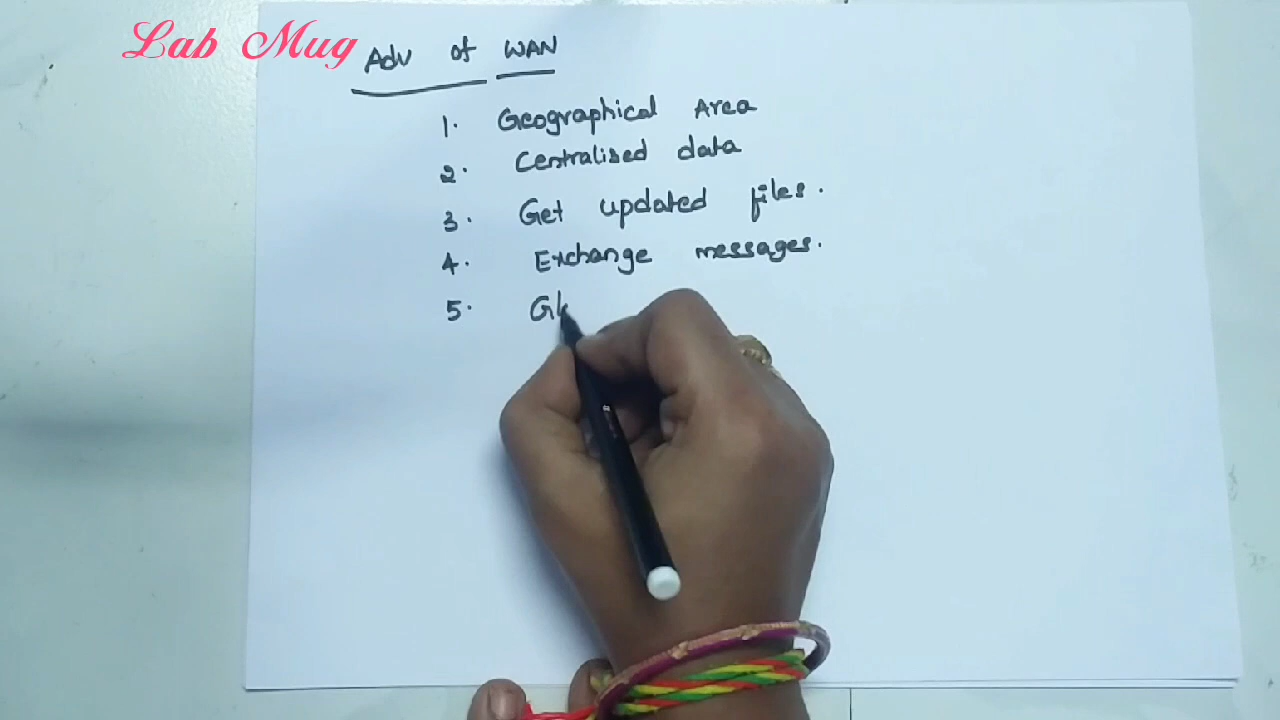 Lab Mug
Adv of WAN
1. Geographical Area
2. Centralised data
3. Get updated files.
4. Exchange messages.
5. Gl